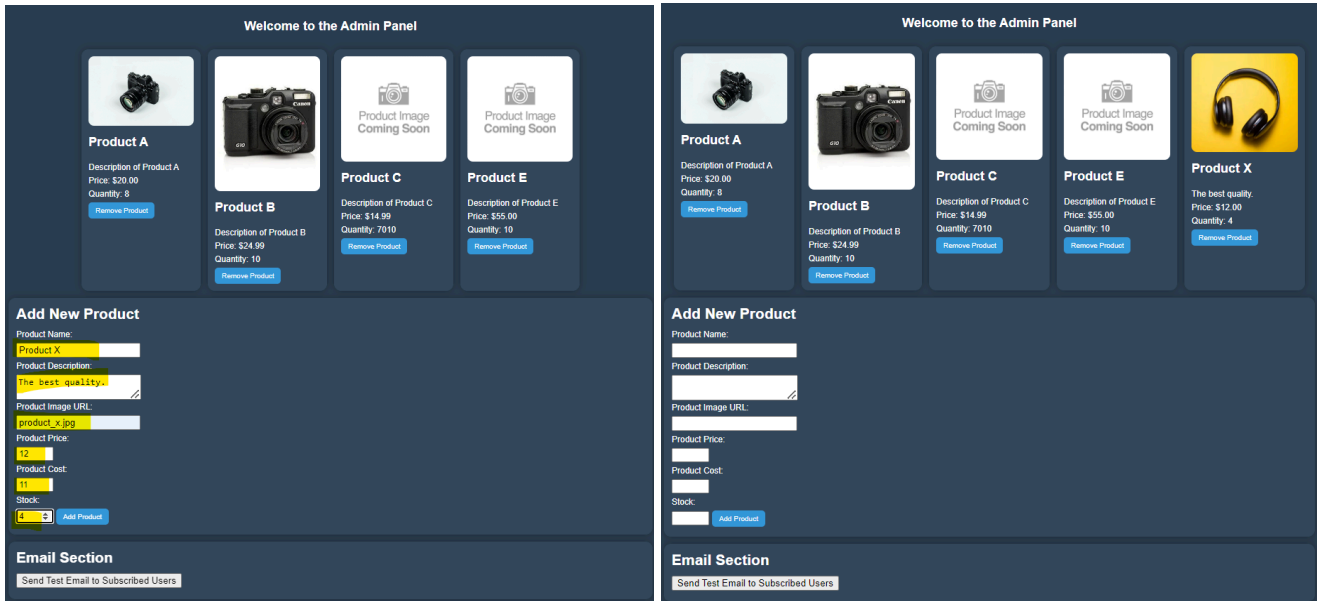 Welcome to the Admin Panel
Canon
G10
Product Image
Coming Soon
Product Image
Coming Soon
Product A
Description of Product A
Price: $20.00
Quantity: 8
Remove Product
Product B
Description of Product B
Price: $24.99
Quantity: 10
Remove Product
Product C
Description of Product C
Price: $14.99
Quantity: 7010
Remove Product
Product E
Description of Product E
Price: $55.00
Quantity: 10
Remove Product
Add New Product
Product Name:
Product X
Product Description:
The best quality.
Product Image URL:
product_x.jpg
Product Price:
12
Product Cost:
11
Stock:
4
Add Product
Email Section
Send Test Email to Subscribed Users
Welcome to the Admin Panel
Canon
G10
Product Image
Coming Soon
Product Image
Coming Soon
Product A
Description of Product A
Price: $20.00
Quantity: 8
Remove Product
Product B
Description of Product B
Price: $24.99
Quantity: 10
Remove Product
Product C
Description of Product C
Price: $14.99
Quantity: 7010
Remove Product
Product E
Description of Product E
Price: $55.00
Quantity: 10
Remove Product
Product X
The best quality.
Price: $12.00
Quantity: 4
Remove Product
Add New Product
Product Name:
Product Description:
Product Image URL:
Product Price:
Product Cost:
Stock:
Add Product
Email Section
Send Test Email to Subscribed Users